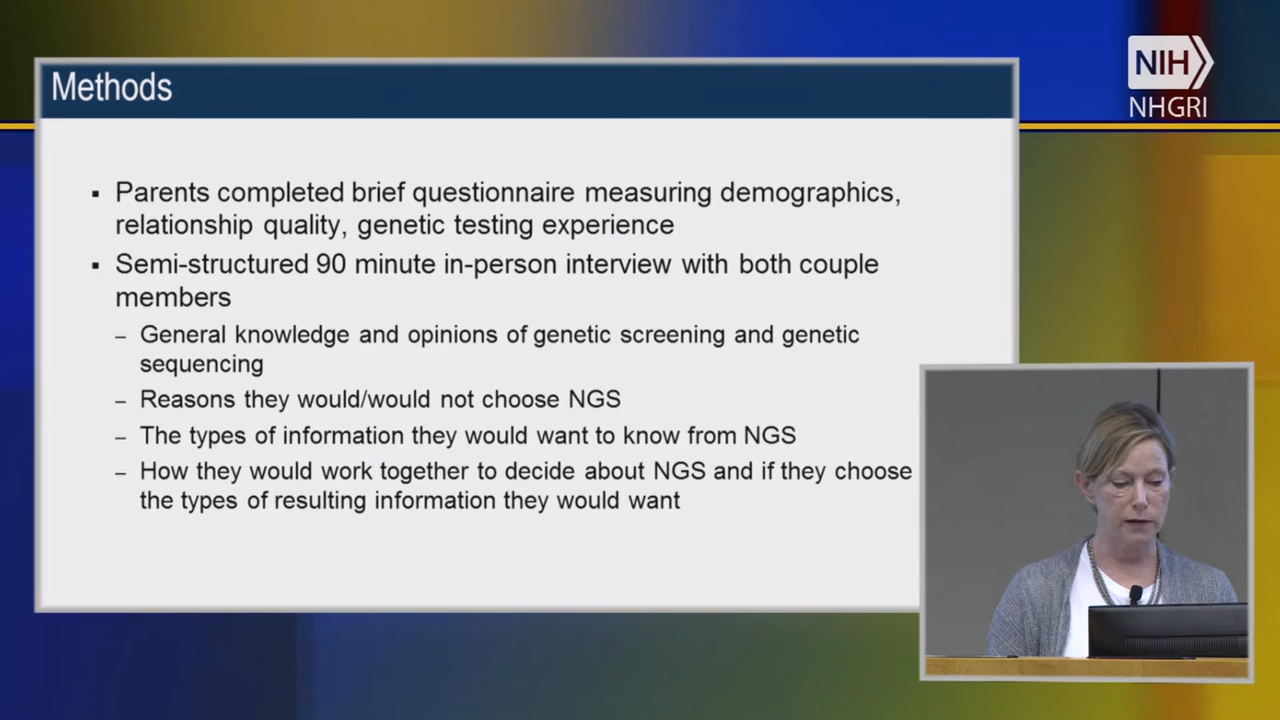 Methods
NIH
NHGRI
▪ Parents completed brief questionnaire measuring demographics,
relationship quality, genetic testing experience
▪ Semi-structured 90 minute in-person interview with both couple
members
– General knowledge and opinions of genetic screening and genetic
sequencing
– Reasons they would/would not choose NGS
– The types of information they would want to know from NGS
– How they would work together to decide about NGS and if they choose
the types of resulting information they would want